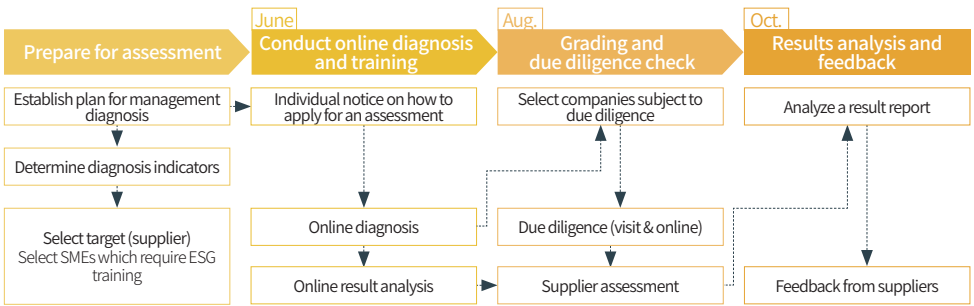 June
Aug.
Oct.
Prepare for assessment
Conduct online diagnosis
and training
Grading and
due diligence check
Results analysis and
feedback
Establish plan for management
diagnosis
Determine diagnosis indicators
Select target (supplier)
Select SMEs which require ESG
training
Individual notice on how to
apply for an assessment
Online diagnosis
Online result analysis
Select companies subject to
due diligence
Due diligence (visit & online)
Supplier assessment
Analyze a result report
Feedback from suppliers